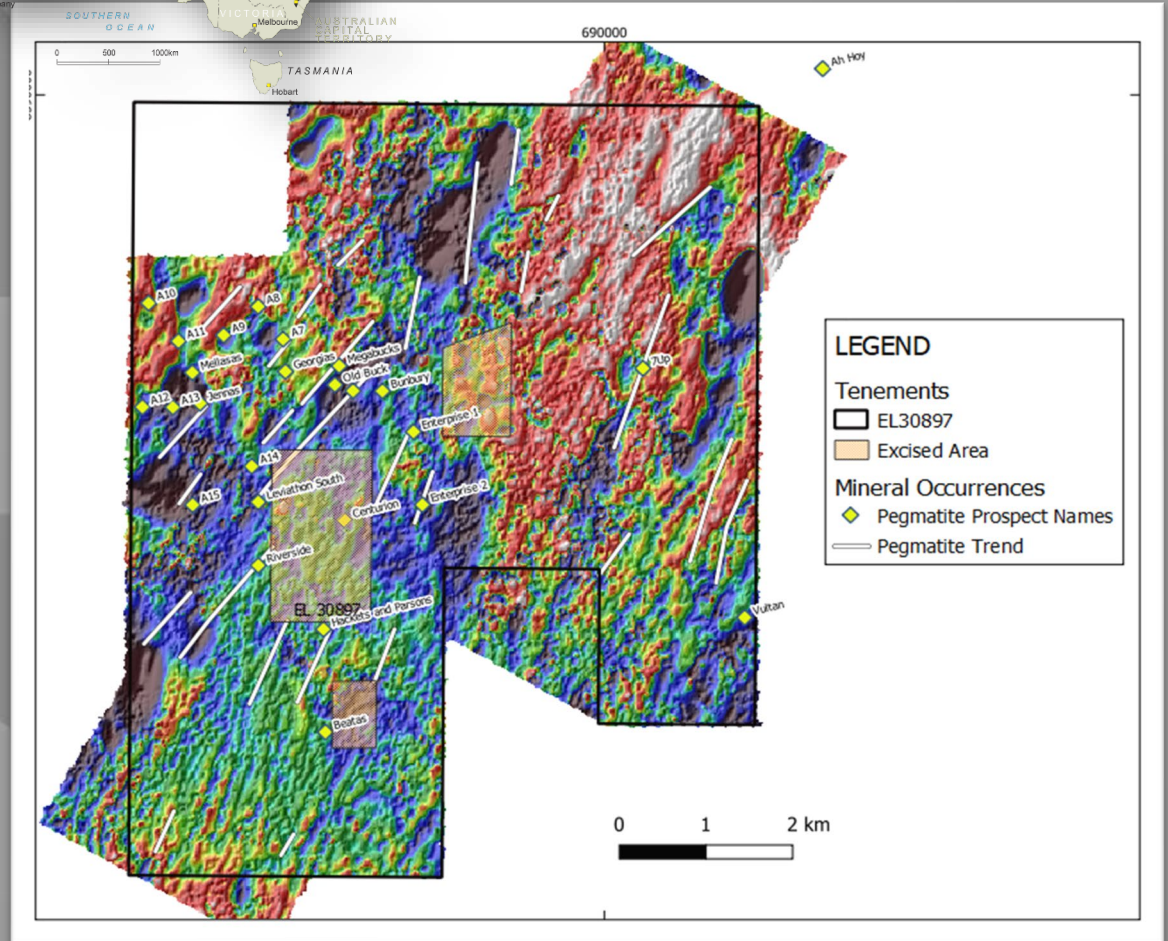 any
SOUTHERN
OCEAN
VICTORIA
Melbourne
AUSTRALIAN
CAPITAL
TERRITORY
0 500 1000km
TASMANIA
Hobart
690000
Ah Hoy
A10
A8
A11
A9
A7
Mellasas
Georgias
Megabucks
Old Buck
Bunbury
7Up
A12
A13
Jennas
Enterprise 1
A14
Leviathon South
A15
Enterprise 2
Centurion
Riverside
EL 30897
Hacketts and Parsons
Vultan
Beatas
LEGEND
Tenements
EL30897
Excised Area
Mineral Occurrences
Pegmatite Prospect Names
Pegmatite Trend
0 1 2 km